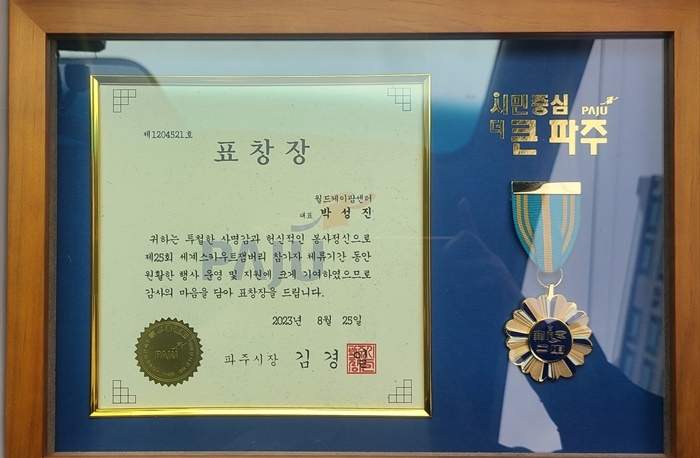 시민중심 PAJU
더 큰 파주
제1204521호
표창장
월드케이팝센터
대표 박성진
귀하는 투철한 사명감과 헌신적인 봉사정신으로
제25회 세계스카우트잼버리 참가자 체류기간 동안
원활한 행사 운영 및 지원에 크게 기여하였으므로
감사의 마음을 담아 표창장을 드립니다.
PAJU
2023년 8월 25일
PAJU
파주시장 김경일